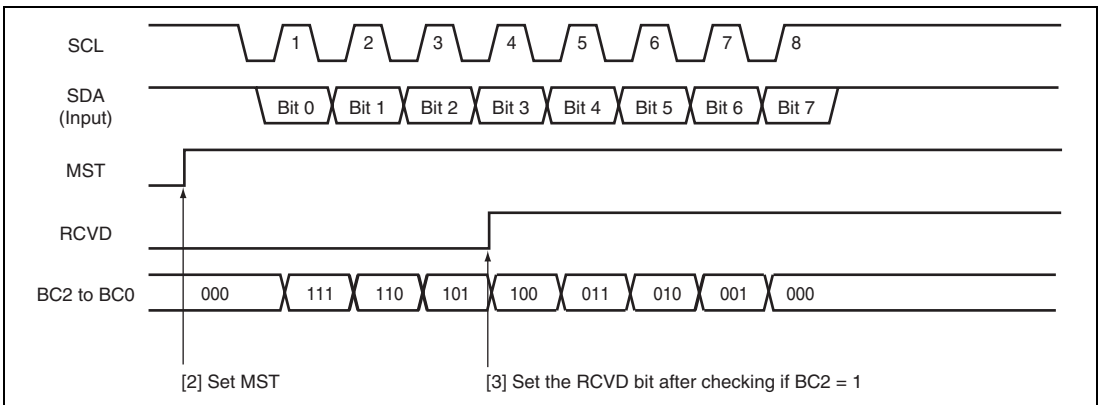 SCL 1 2 3 4 5 6 7 8
SDA
(Input)
Bit 0 Bit 1 Bit 2 Bit 3 Bit 4 Bit 5 Bit 6 Bit 7
MST
RCVD
BC2 to BC0 000 111 110 101 100 011 010 001 000
[2] Set MST [3] Set the RCVD bit after checking if BC2 = 1